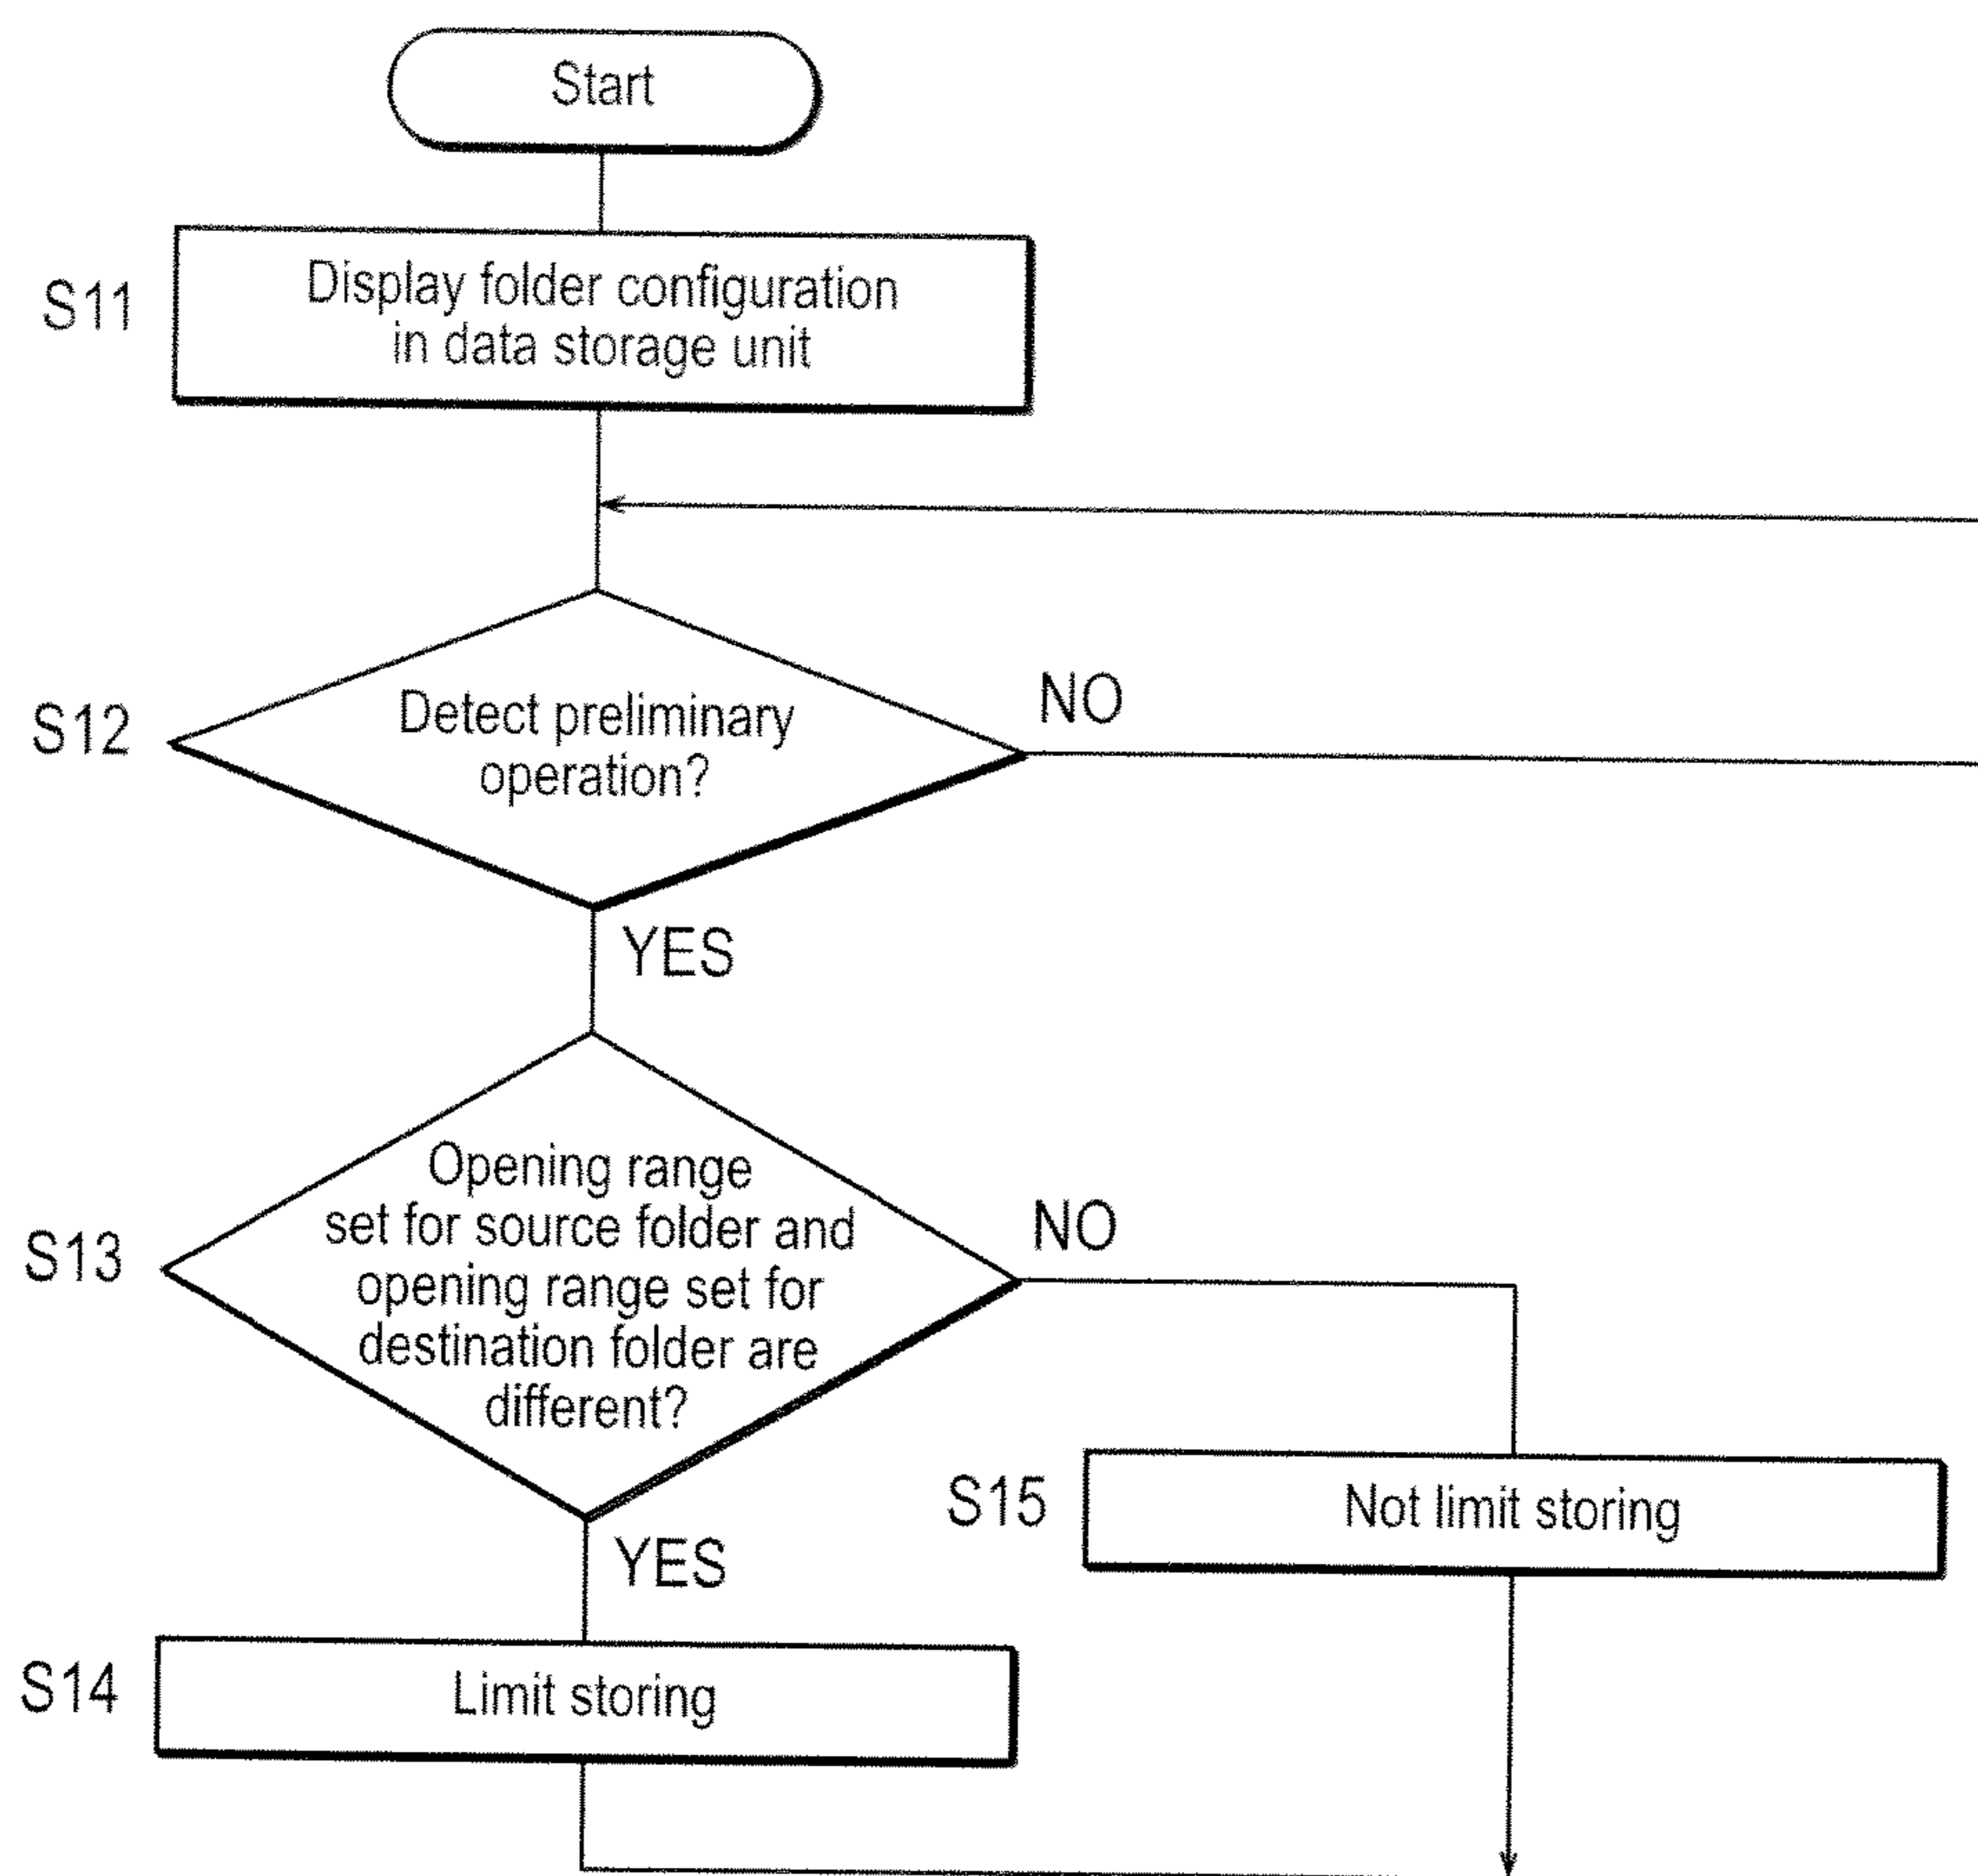 Start
S11
Display folder configuration
in data storage unit
S12
Detect preliminary
operation?
NO
YES
S13
Opening range
set for source folder and
opening range set for
destination folder are
different?
NO
S15
Not limit storing
YES
S14
Limit storing